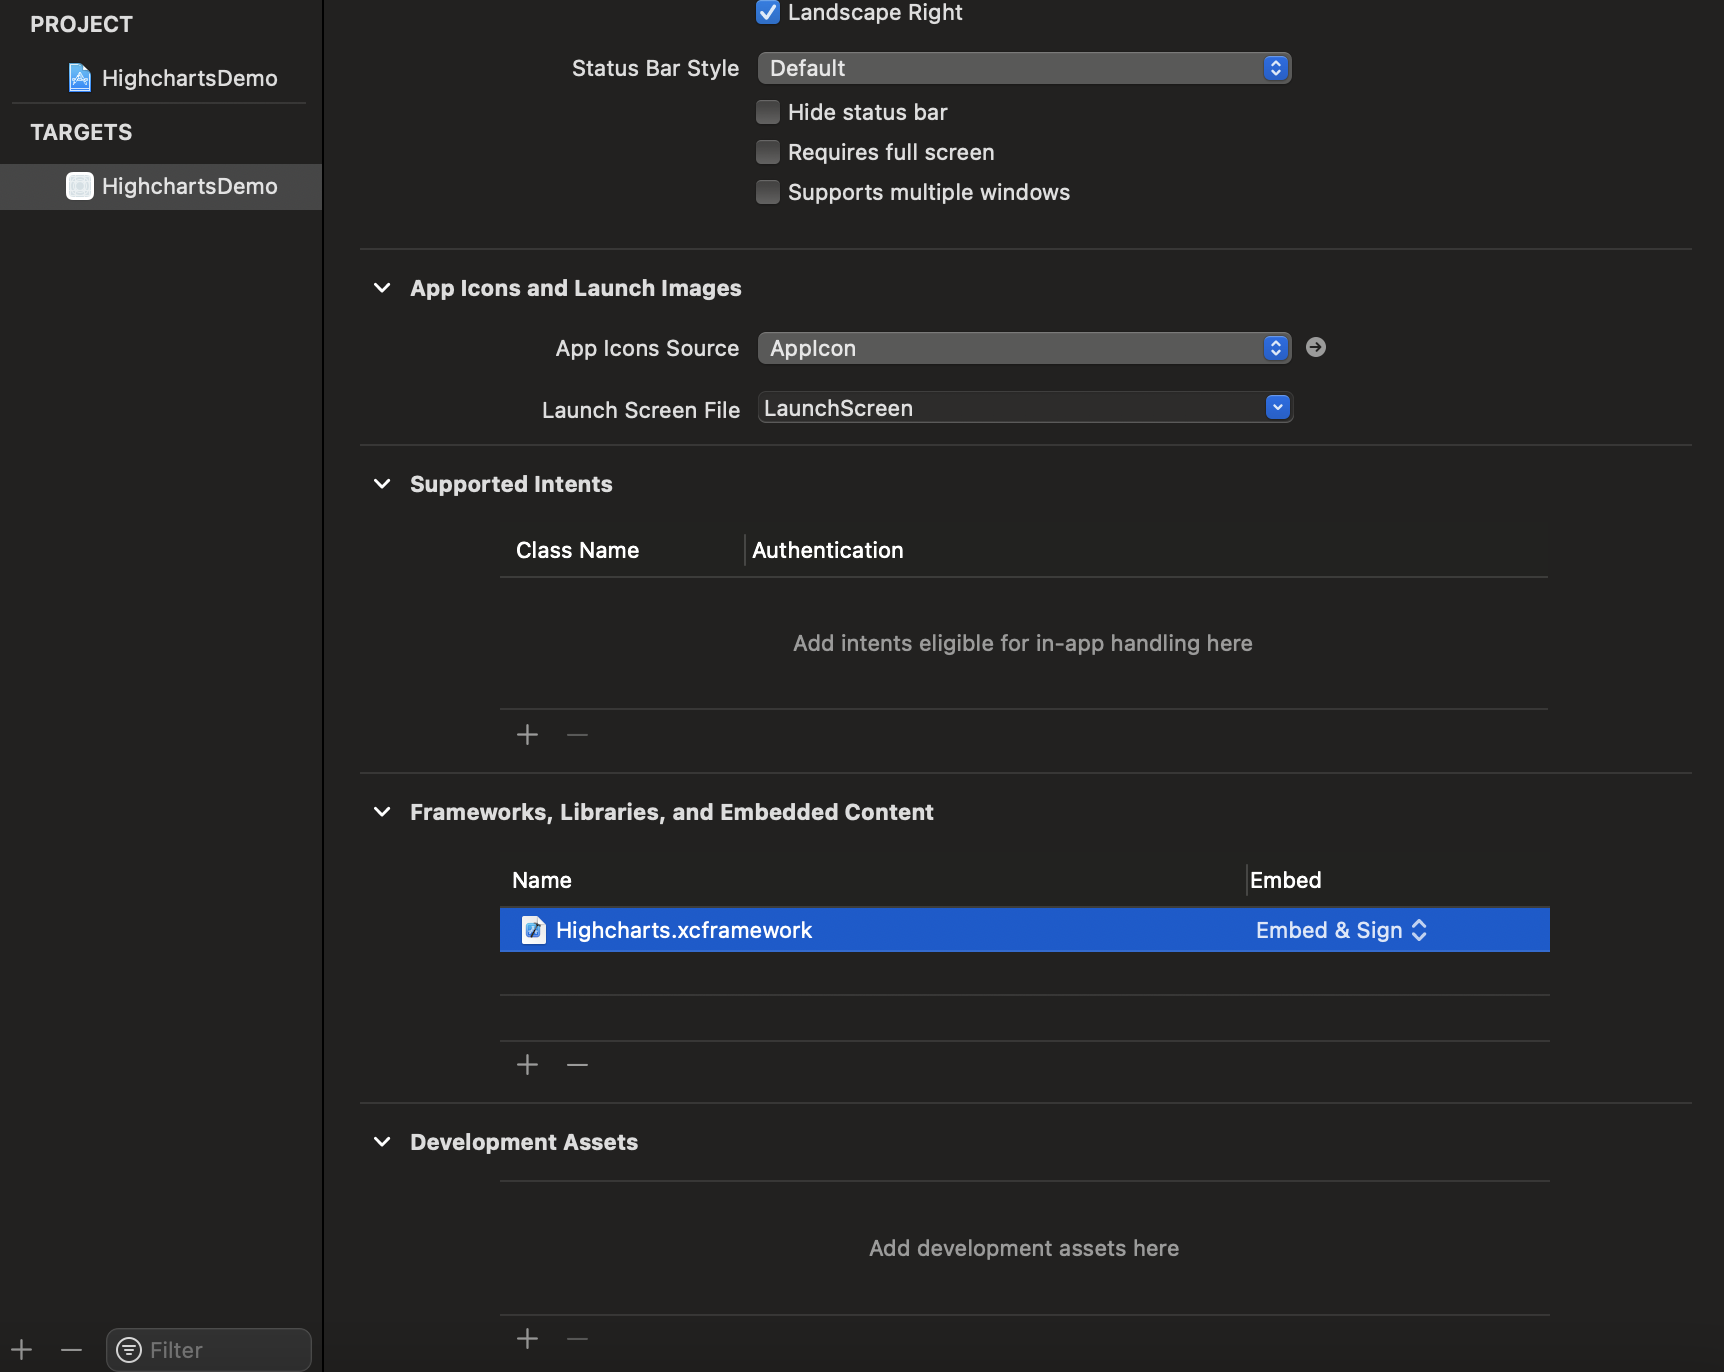 PROJECT
HighchartsDemo
TARGETS
HighchartsDemo
Filter
Landscape Right
Status Bar Style Default
Hide status bar
Requires full screen
Supports multiple windows
App Icons and Launch Images
App Icons Source AppIcon
Launch Screen File LaunchScreen
Supported Intents
Class Name Authentication
Add intents eligible for in-app handling here
Frameworks, Libraries, and Embedded Content
Name Embed
Highcharts.xcframework Embed & Sign
Development Assets
Add development assets here